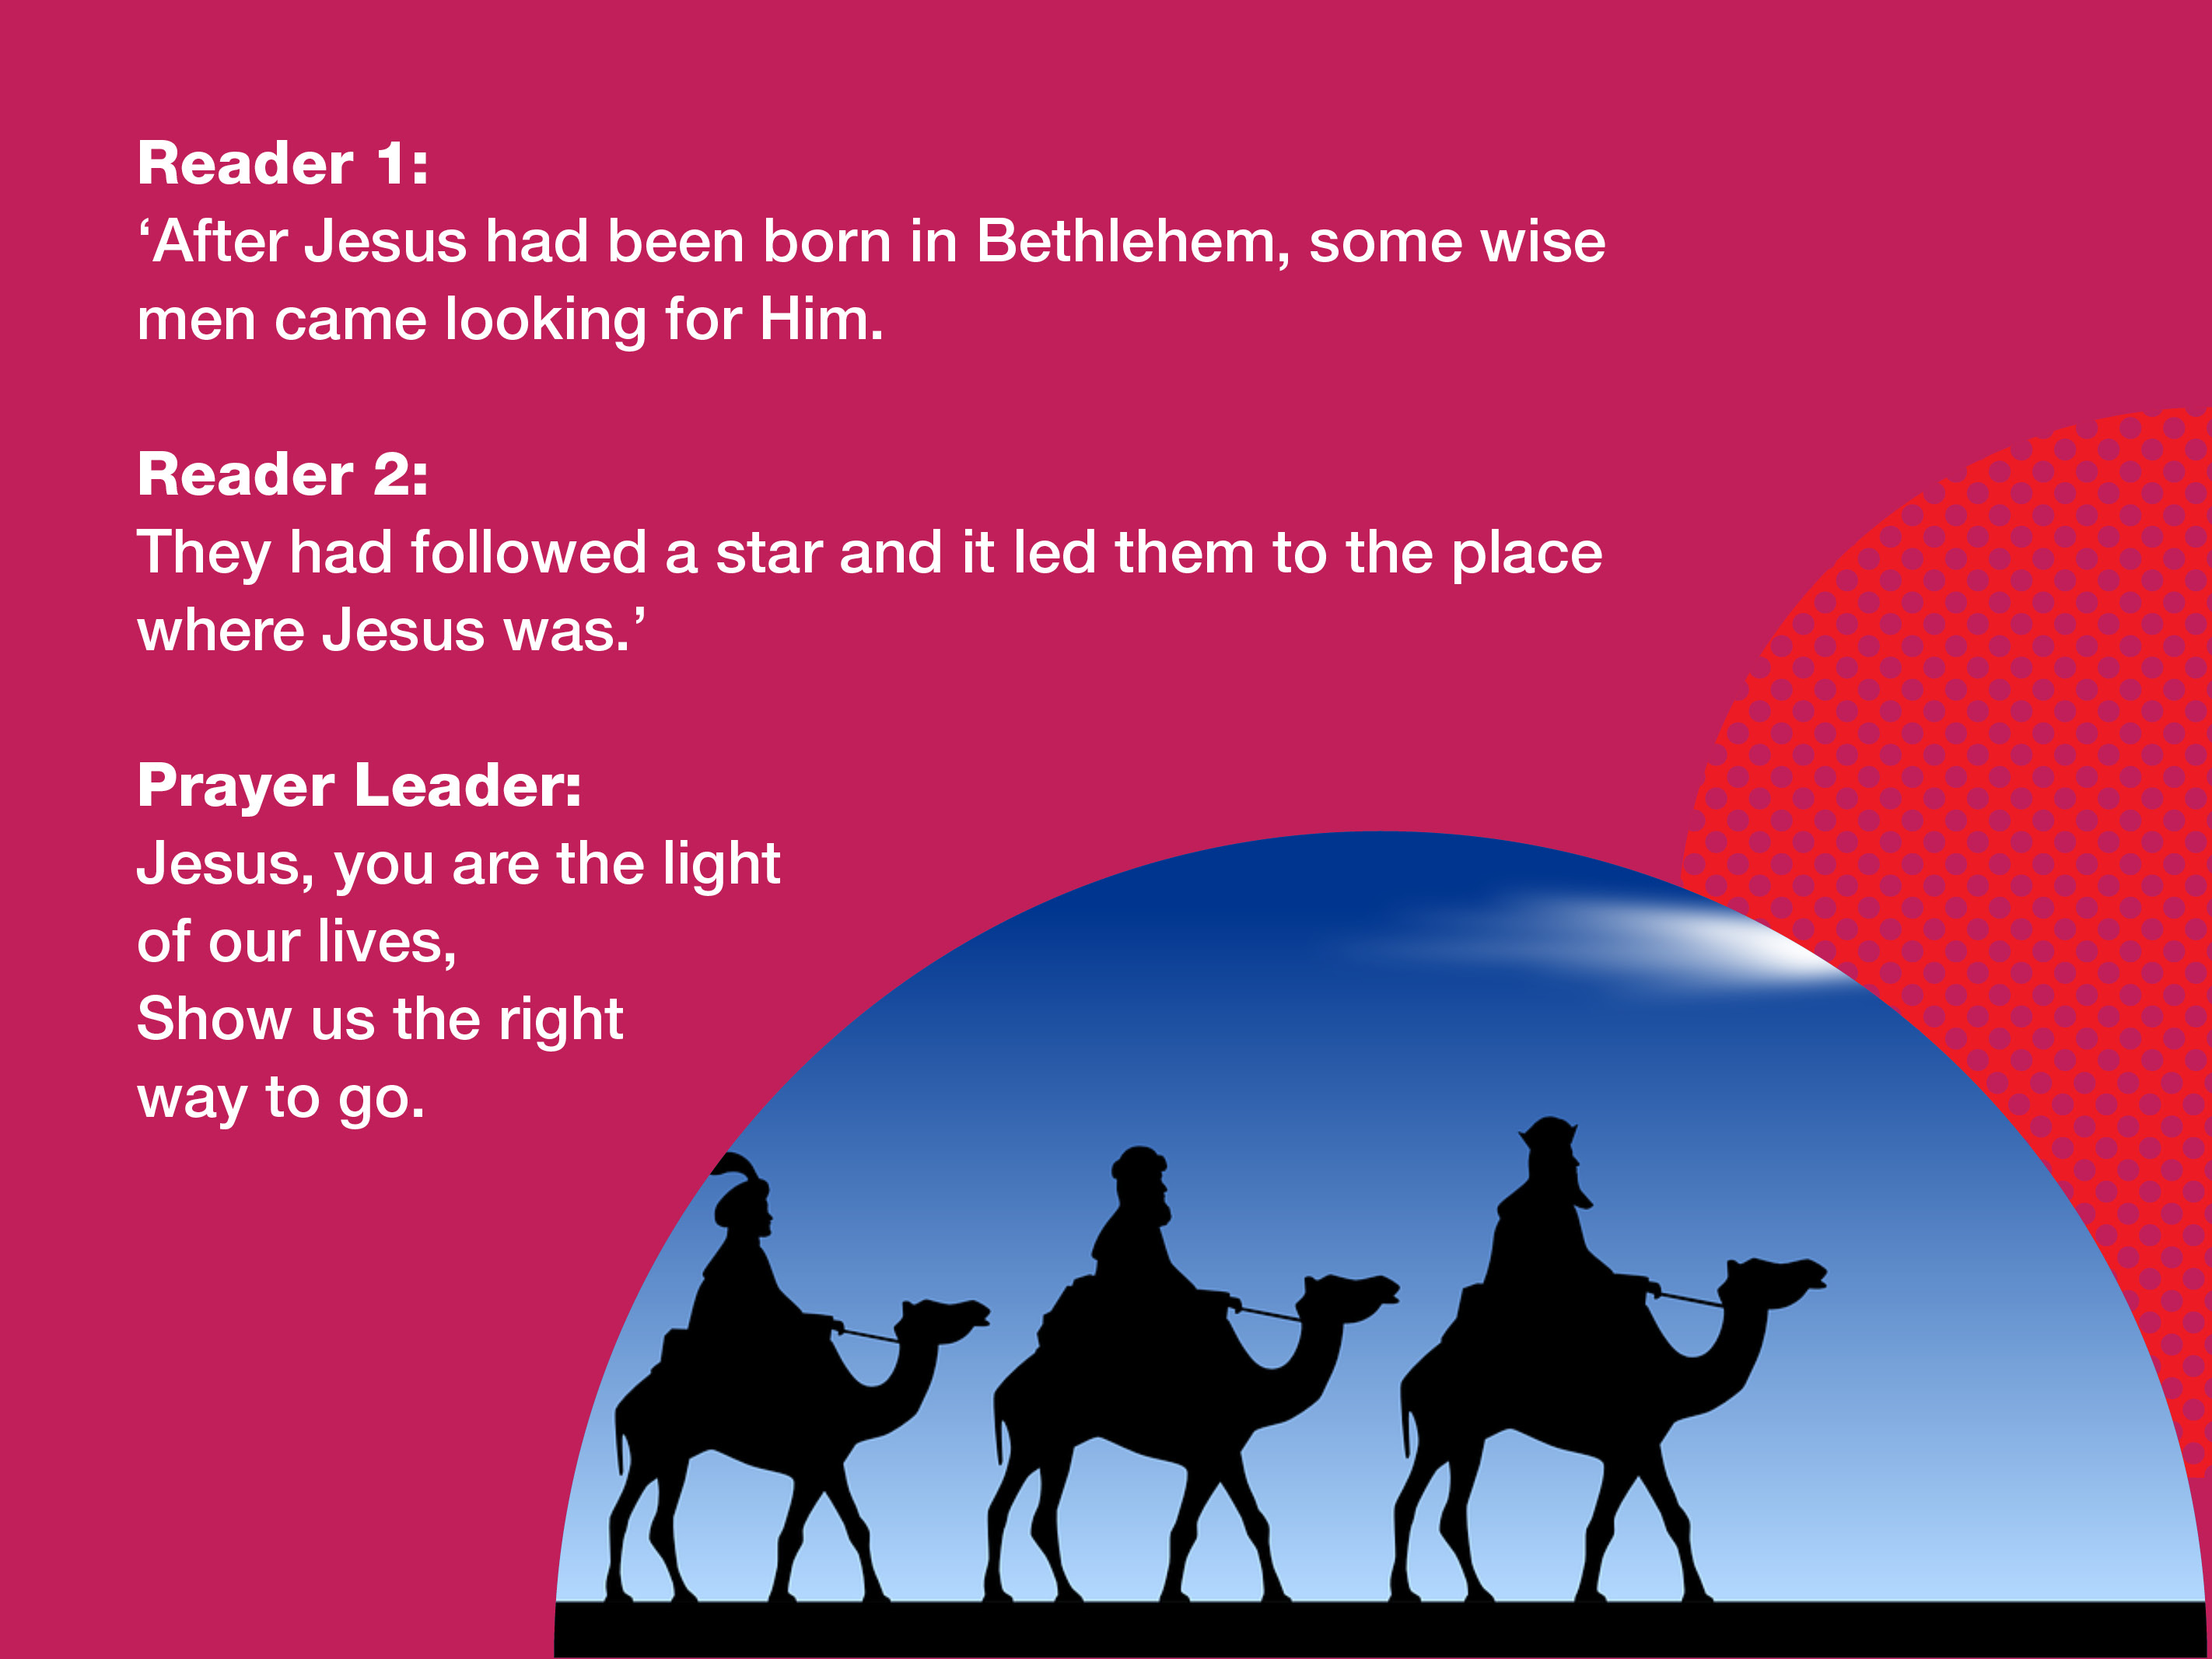 Reader 1:
‘After Jesus had been born in Bethlehem, some wise
men came looking for Him.
Reader 2:
They had followed a star and it led them to the place
where Jesus was.’
Prayer Leader:
Jesus, you are the light
of our lives,
Show us the right
way to go.